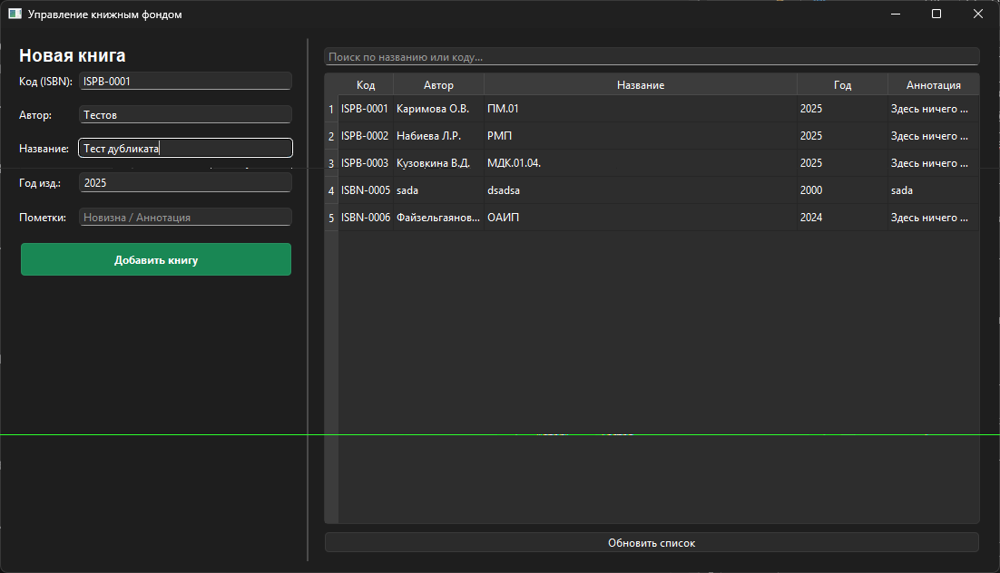 Управление книжным фондом
Новая книга
Код (ISBN): ISPB-0001
Автор: Тестов
Название: Тест дубликата
Год изд.: 2025
Пометки: Новизна / Аннотация
Добавить книгу
Поиск по названию или коду...
Код Автор Название Год Аннотация
1 ISPB-0001 Каримова О.В. ПМ.01 2025 Здесь ничего ...
2 ISPB-0002 Набиева Л.Р. РМП 2025 Здесь ничего ...
3 ISPB-0003 Кузовкина В.Д. МДК.01.04. 2025 Здесь ничего ...
4 ISBN-0005 sada dsadsa 2000 sada
5 ISBN-0006 Файзельгаянов... ОАИП 2024 Здесь ничего ...
Обновить список